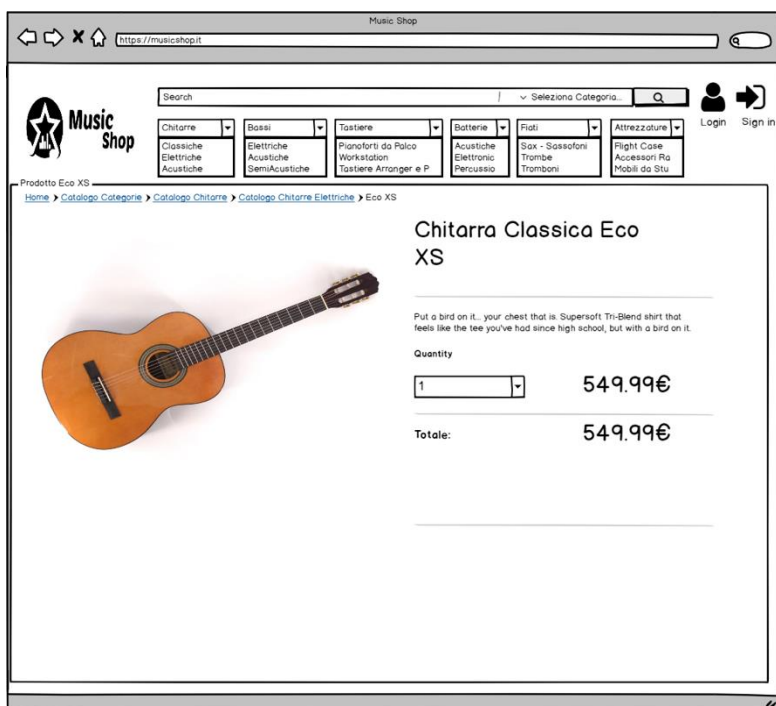 Music Shop
https://musicshop.it
Search
Seleziona Categoria...
Music
Shop
Login
Sign in
Chitarre
Bassi
Tastiere
Batterie
Fiati
Attrezzature
Classiche
Elettriche
Acustiche
Elettriche
Acustiche
SemiAcustiche
Pianoforti da Palco
Workstation
Tastiere Arranger e P
Acustiche
Elettronic
Percussio
Sax - Sassofoni
Trombe
Tromboni
Flight Case
Accessori Ra
Mobili da Stu
Prodotto Eco XS
Home > Catalogo Categorie > Catalogo Chitarre > Catologo Chitarre Elettriche > Eco XS
Chitarra Classica Eco
XS
Put a bird on it... your chest that is. Supersoft Tri-Blend shirt that
feels like the tee you've had since high school, but with a bird on it.
Quantity
1
549.99€
Totale:
549.99€